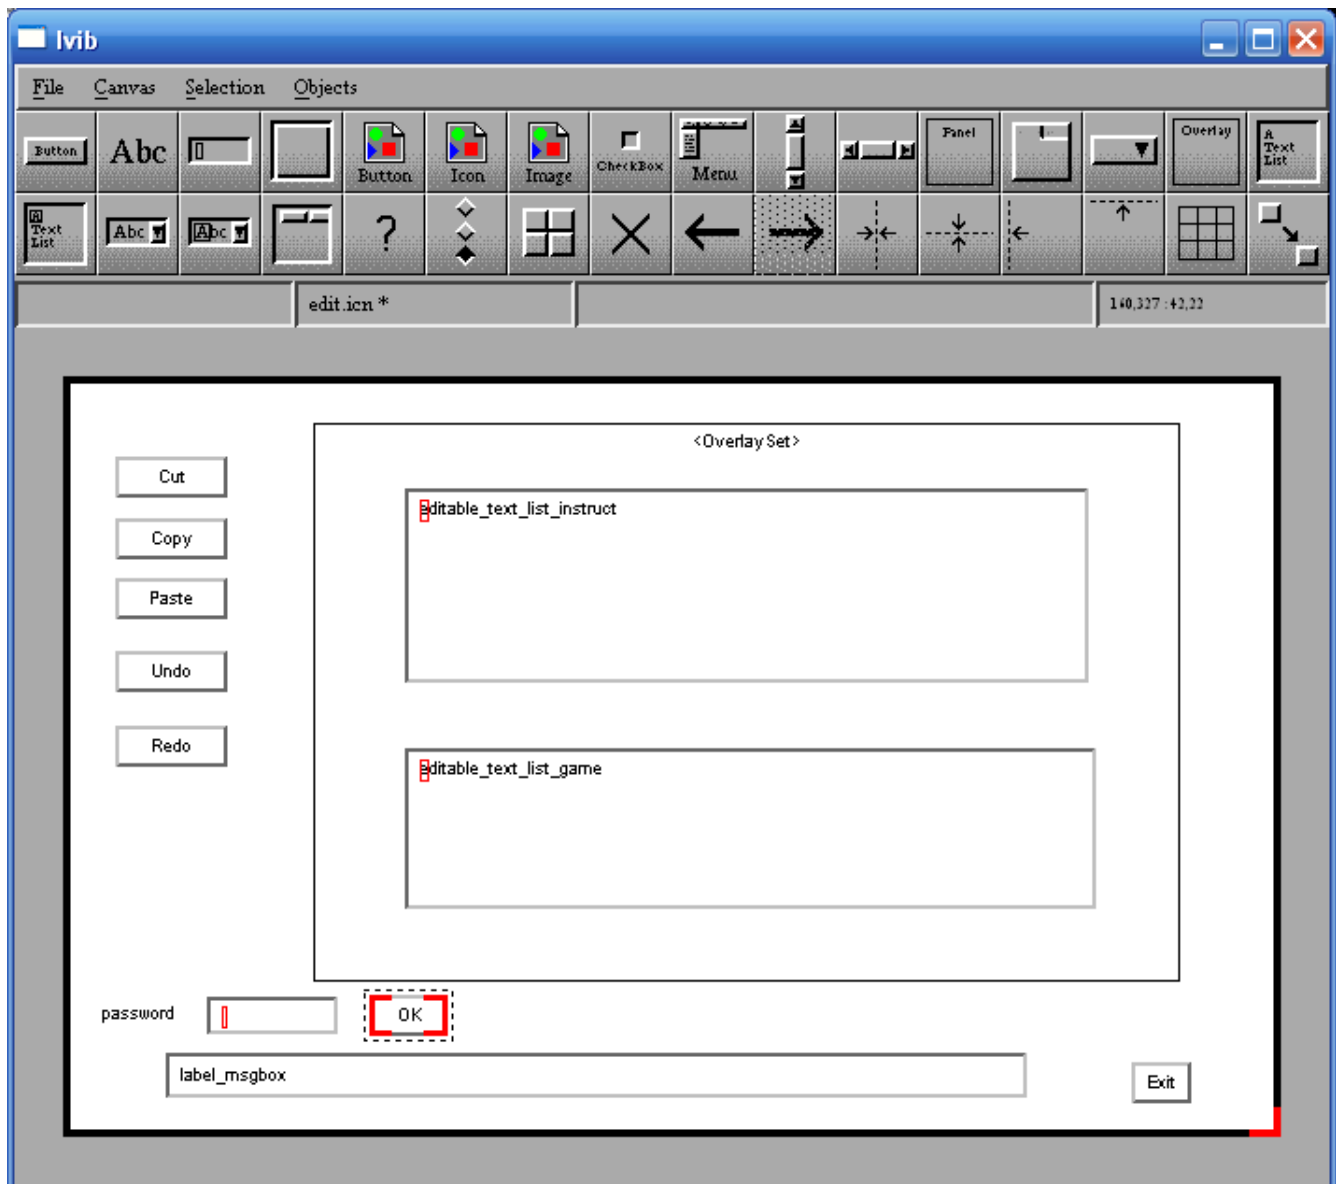 Ivib
File Canvas Selection Objects
Button Abc Button Icon Image CheckBox Menu Panel Overlay A Text List
A Text List Abc Abc ?
edit.icn * 140,327 :42,22
<Overlay Set>
Cut
editable_text_list_instruct
Copy
Paste
Undo
Redo
editable_text_list_game
password OK
label_msgbox
Exit